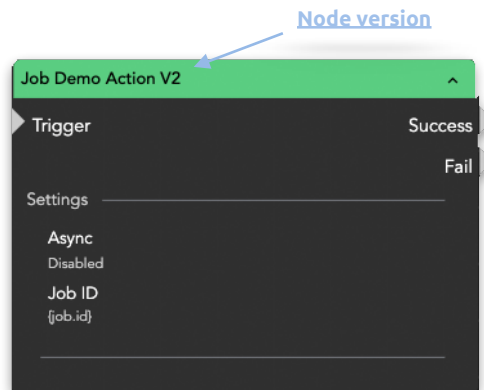 Node version
Job Demo Action V2
Trigger
Success
Fail
Settings
Async
Disabled
Job ID
{job.id}